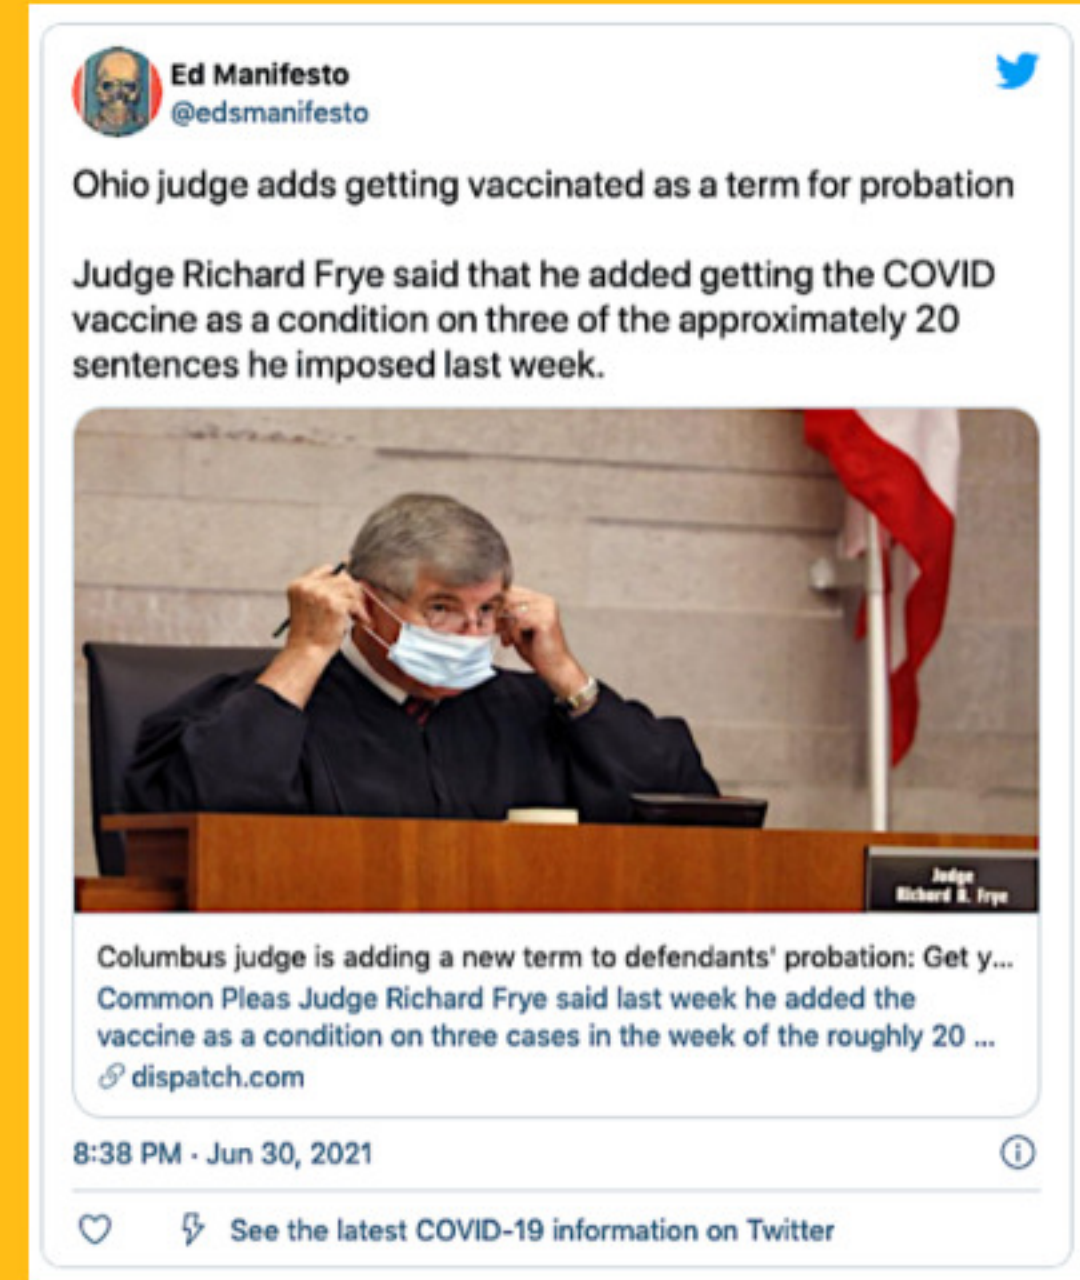 Ed Manifesto
@edsmanifesto
Ohio judge adds getting vaccinated as a term for probation
Judge Richard Frye said that he added getting the COVID
vaccine as a condition on three of the approximately 20
sentences he imposed last week.
Judge
Richard A. Frye
Columbus judge is adding a new term to defendants' probation: Get y...
Common Pleas Judge Richard Frye said last week he added the
vaccine as a condition on three cases in the week of the roughly 20 ...
dispatch.com
8:38 PM · Jun 30, 2021
See the latest COVID-19 information on Twitter